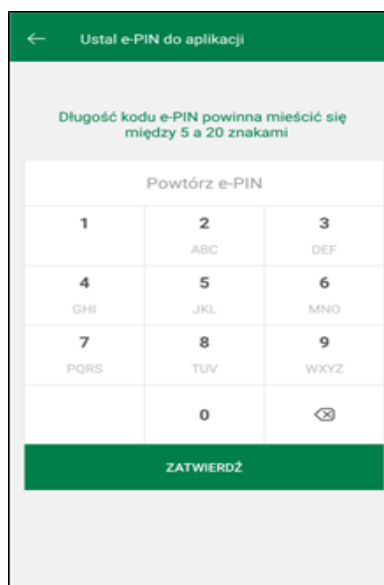 Ustal e-PIN do aplikacji
Długość kodu e-PIN powinna mieścić się
między 5 a 20 znakami
Powtórz e-PIN
1 2 3
ABC DEF
4 5 6
GHI JKL MNO
7 8 9
PQRS TUV WXYZ
0
ZATWIERDŹ